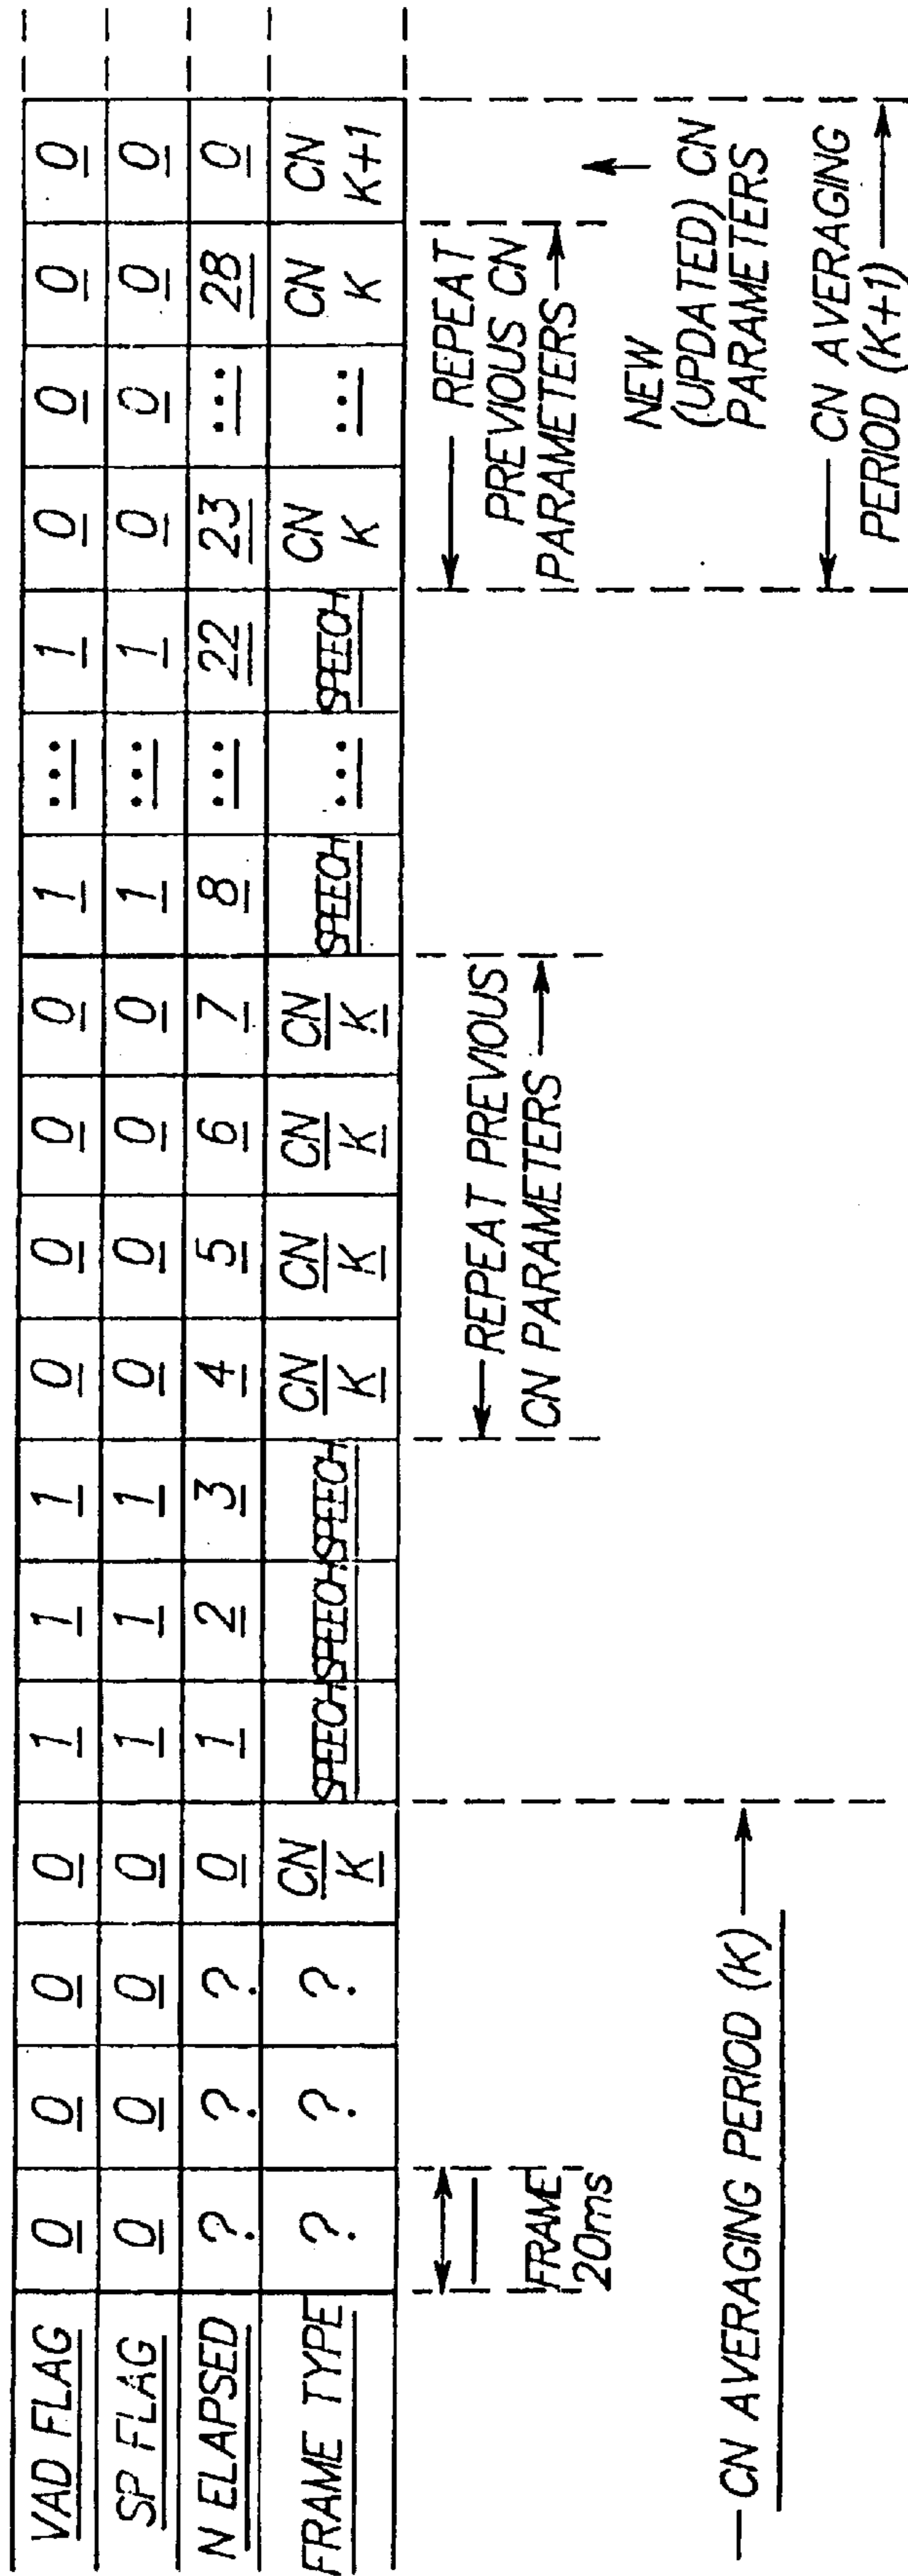 VAD FLAG 0 0 0 0 1 1 1 0 0 0 0 1 ... 1 0 0 0 0
SP FLAG 0 0 0 0 1 1 1 0 0 0 0 1 ... 1 0 0 0 0
N ELAPSED ? ? ? 0 1 2 3 4 5 6 7 8 ... 22 23 ... 28 0
FRAME TYPE ? ? ? CN K SPEECH SPEECH SPEECH CN K CN K CN K CN K SPEECH ... SPEECH CN K ... CN K CN K+1
FRAME
20ms
REPEAT PREVIOUS
CN PARAMETERS
REPEAT
PREVIOUS CN
PARAMETERS
NEW
(UPDATED) CN
PARAMETERS
CN AVERAGING PERIOD (K)
CN AVERAGING
PERIOD (K+1)